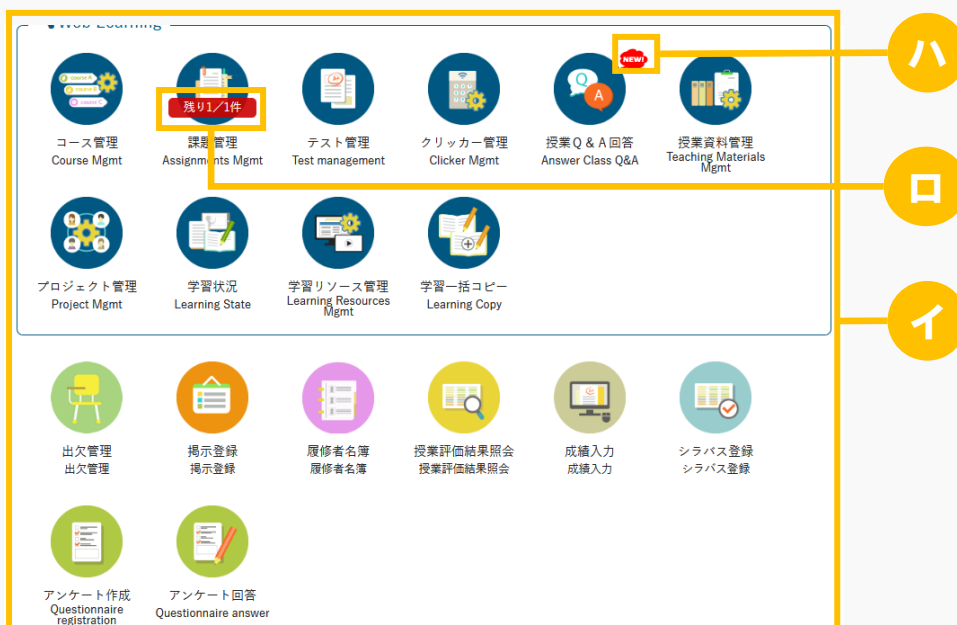 Web Learning
NEW!
ハ
course A
course B
course C
Q
A
残り1／1件
コース管理
Course Mgmt
課題管理
Assignments Mgmt
テスト管理
Test management
クリッカー管理
Clicker Mgmt
授業Ｑ＆Ａ回答
Answer Class Q&A
授業資料管理
Teaching Materials
Mgmt
ロ
プロジェクト管理
Project Mgmt
学習状況
Learning State
学習リソース管理
Learning Resources
Mgmt
学習一括コピー
Learning Copy
イ
出欠管理
出欠管理
掲示登録
掲示登録
履修者名簿
履修者名簿
授業評価結果照会
授業評価結果照会
成績入力
成績入力
シラバス登録
シラバス登録
アンケート作成
Questionnaire
registration
アンケート回答
Questionnaire answer